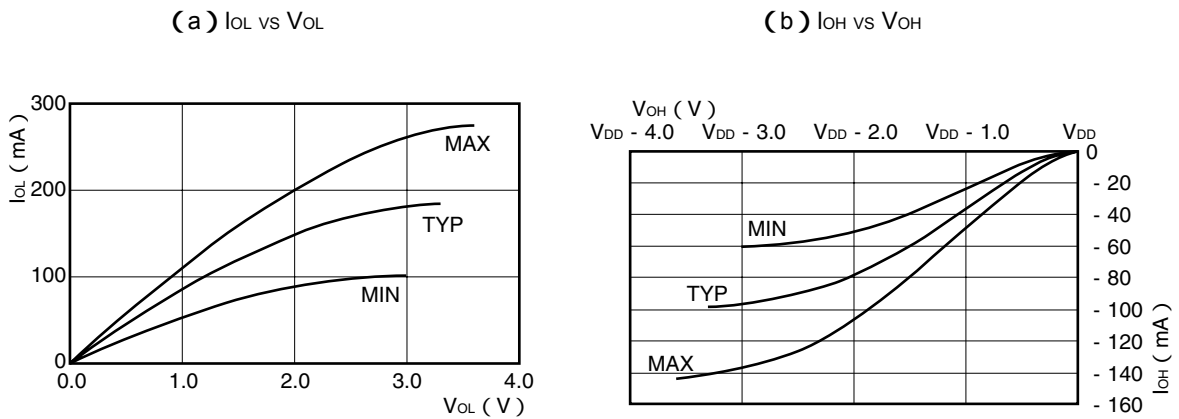 (a) IOL vs VOL
300
200
100
0
IOL (mA)
MAX
TYP
MIN
0.0 1.0 2.0 3.0 4.0
VOL (V)
(b) IOH vs VOH
VOH (V)
VDD - 4.0 VDD - 3.0 VDD - 2.0 VDD - 1.0 VDD
0
- 20
- 40
- 60
- 80
- 100
- 120
- 140
- 160
IOH (mA)
MIN
TYP
MAX